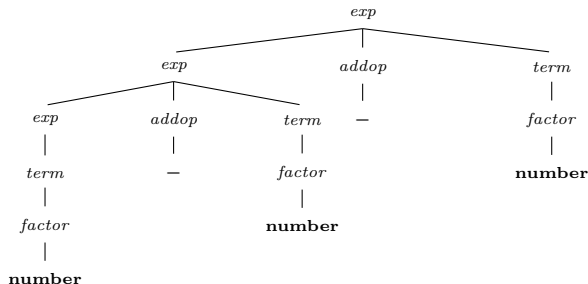 exp
exp addop term
exp addop term – factor
term – factor number
factor number
number